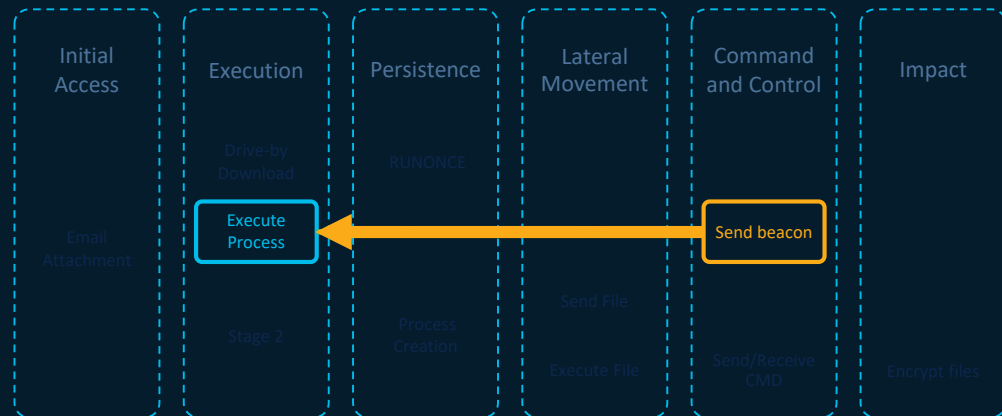 Initial
Access
Execution
Persistence
Lateral
Movement
Command
and Control
Impact
Drive-by
Download
RUNONCE
Execute
Process
Send beacon
Email
Attachment
Send File
Stage 2
Process
Creation
Execute File
Send/Receive
CMD
Encrypt files